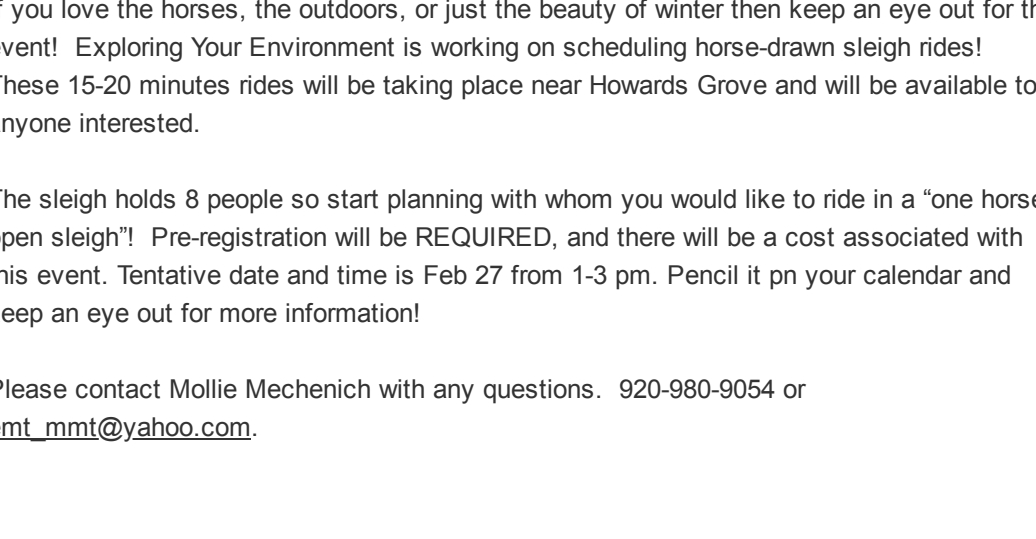 f you love the horses, the outdoors, or just the beauty of winter then keep an eye out for th
event! Exploring Your Environment is working on scheduling horse-drawn sleigh rides!
These 15-20 minutes rides will be taking place near Howards Grove and will be available to
anyone interested.
The sleigh holds 8 people so start planning with whom you would like to ride in a “one horse
open sleigh”! Pre-registration will be REQUIRED, and there will be a cost associated with
this event. Tentative date and time is Feb 27 from 1-3 pm. Pencil it pn your calendar and
keep an eye out for more information!
Please contact Mollie Mechenich with any questions. 920-980-9054 or
emt_mmt@yahoo.com.